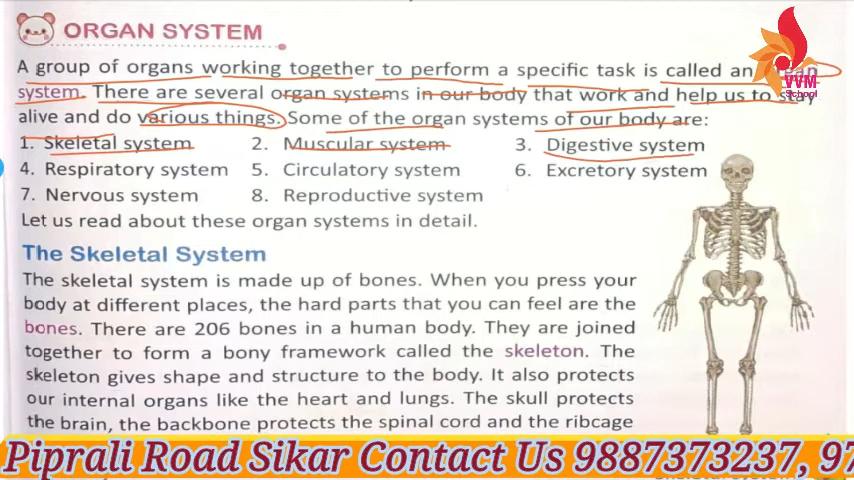 ORGAN SYSTEM
A group of organs working together to perform a specific task is called an organ
system. There are several organ systems in our body that work and help us to stay
alive and do various things. Some of the organ systems of our body are:
1. Skeletal system 2. Muscular system 3. Digestive system
4. Respiratory system 5. Circulatory system 6. Excretory system
7. Nervous system 8. Reproductive system
Let us read about these organ systems in detail.
The Skeletal System
The skeletal system is made up of bones. When you press your
body at different places, the hard parts that you can feel are the
bones. There are 206 bones in a human body. They are joined
together to form a bony framework called the skeleton. The
skeleton gives shape and structure to the body. It also protects
our internal organs like the heart and lungs. The skull protects
the brain, the backbone protects the spinal cord and the ribcage
VVM
School
Piprali Road Sikar Contact Us 9887373237, 97